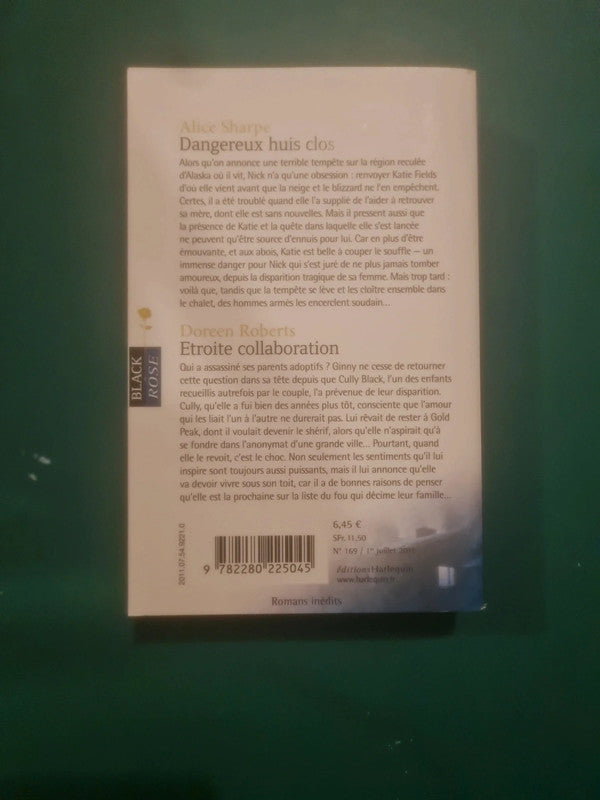 Alice Sharpe
Dangereux huis clos
Alors qu'on annonce une terrible tempête sur la région reculée
d'Alaska où il vit, Nick n'a qu'une obsession : renvoyer Katie Fields
d'où elle vient avant que la neige et le blizzard ne l'en empêchent.
Certes, il a été troublé quand elle l'a supplié de l'aider à retrouver
sa mère, dont elle est sans nouvelles. Mais il pressent aussi que
la présence de Katie et la quête dans laquelle elle s'est lancée
ne peuvent qu'être source d'ennuis pour lui. Car en plus d'être
émouvante, et aux abois, Katie est belle à couper le souffle — un
immense danger pour Nick qui s'est juré de ne plus jamais tomber
amoureux, depuis la disparition tragique de sa femme. Mais trop tard :
voilà que, tandis que la tempête se lève et les cloître ensemble dans
le chalet, des hommes armés les encerclent soudain...
Doreen Roberts
Etroite collaboration
Qui a assassiné ses parents adoptifs ? Ginny ne cesse de retourner
cette question dans sa tête depuis que Cully Black, l'un des enfants
recueillis autrefois par le couple, l'a prévenue de leur disparition.
Cully, qu'elle a fui bien des années plus tôt, consciente que l'amour
qui les liait l'un à l'autre ne durerait pas. Lui rêvait de rester à Gold
Peak, dont il voulait devenir le shérif, alors qu'elle n'aspirait qu'à
se fondre dans l'anonymat d'une grande ville... Pourtant, quand
elle le revoit, c'est le choc. Non seulement les sentiments qu'il lui
inspire sont toujours aussi puissants, mais il lui annonce qu'elle
va devoir vivre sous son toit, car il a de bonnes raisons de penser
qu'elle est la prochaine sur la liste du fou qui décime leur famille...
BLACK
ROSE
2011.07.54.9221.0
9 782280 225045
6,45 €
SFr. 11,50
N° 169 / 1er juillet 2011
éditions Harlequin
www.harlequin.fr
Romans inédits